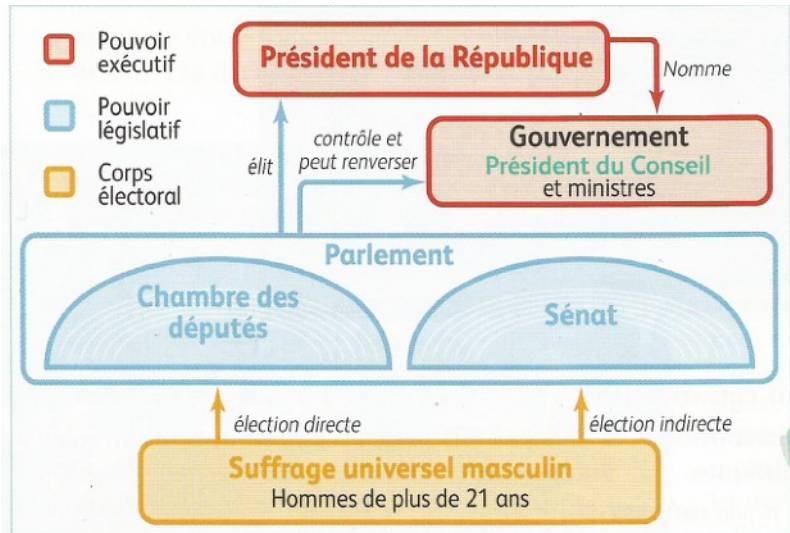 Pouvoir
exécutif
Pouvoir
législatif
Corps
électoral
Président de la République
Nomme
Gouvernement
Président du Conseil
et ministres
élit
contrôle et
peut renverser
Parlement
Chambre des
députés
Sénat
élection directe
élection indirecte
Suffrage universel masculin
Hommes de plus de 21 ans